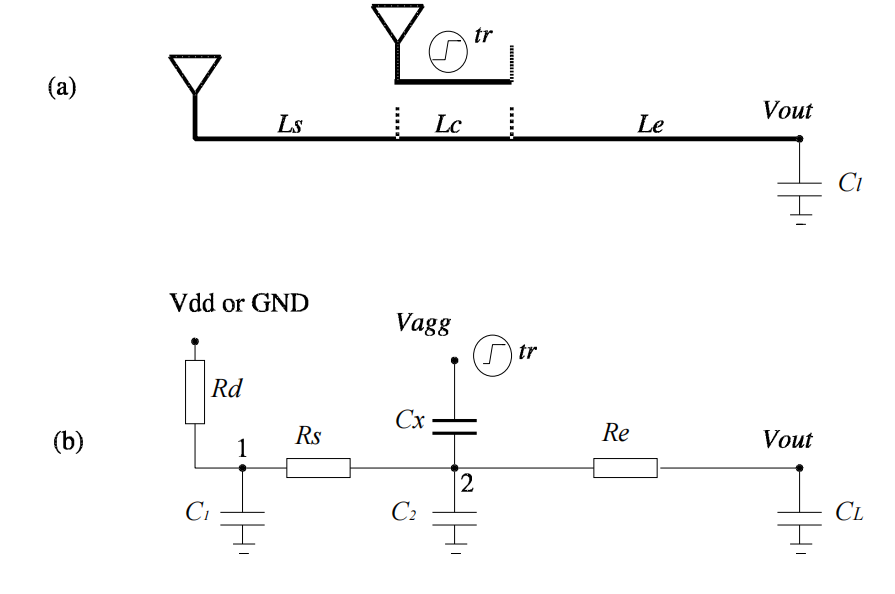 tr
(a)
Ls
Lc
Le
Vout
Cl
Vdd or GND
Vagg
tr
Rd
Cx
(b)
1
Rs
Re
Vout
2
C1
C2
CL